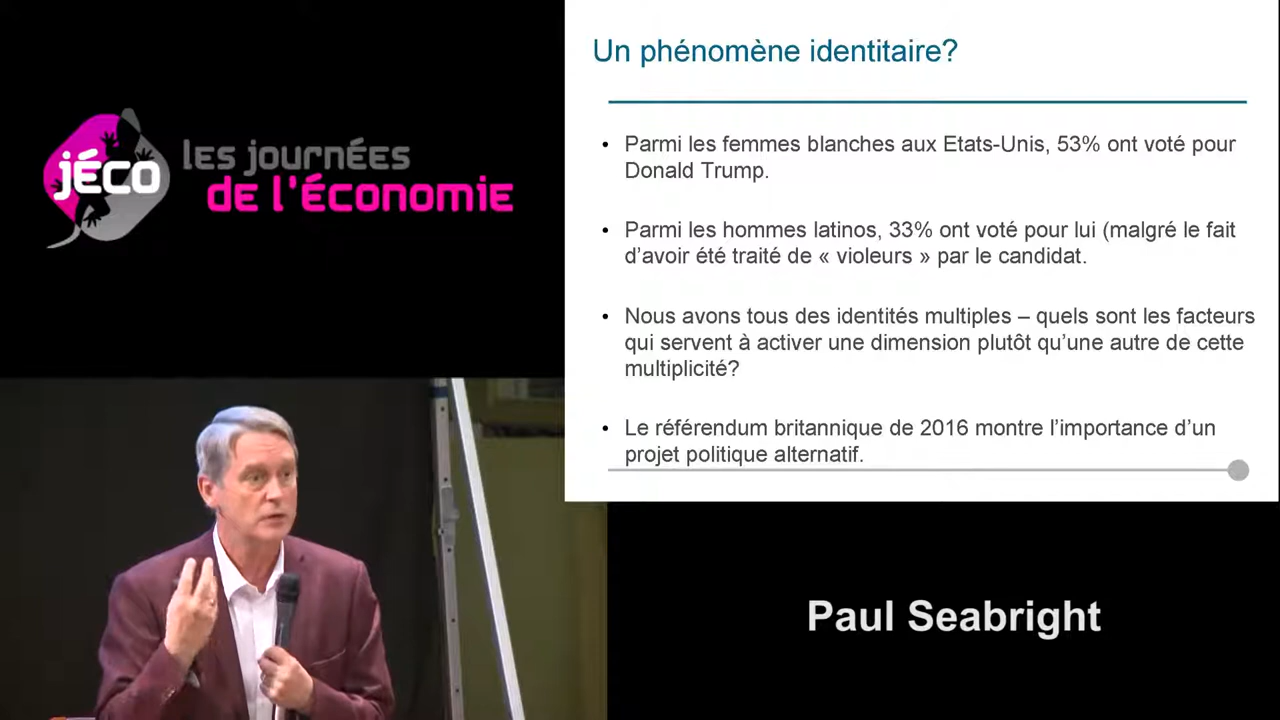 jéco
les journées
de l'économie
Un phénomène identitaire?
• Parmi les femmes blanches aux Etats-Unis, 53% ont voté pour
Donald Trump.
• Parmi les hommes latinos, 33% ont voté pour lui (malgré le fait
d'avoir été traité de « violeurs » par le candidat.
• Nous avons tous des identités multiples – quels sont les facteurs
qui servent à activer une dimension plutôt qu'une autre de cette
multiplicité?
• Le référendum britannique de 2016 montre l'importance d'un
projet politique alternatif.
Paul Seabright